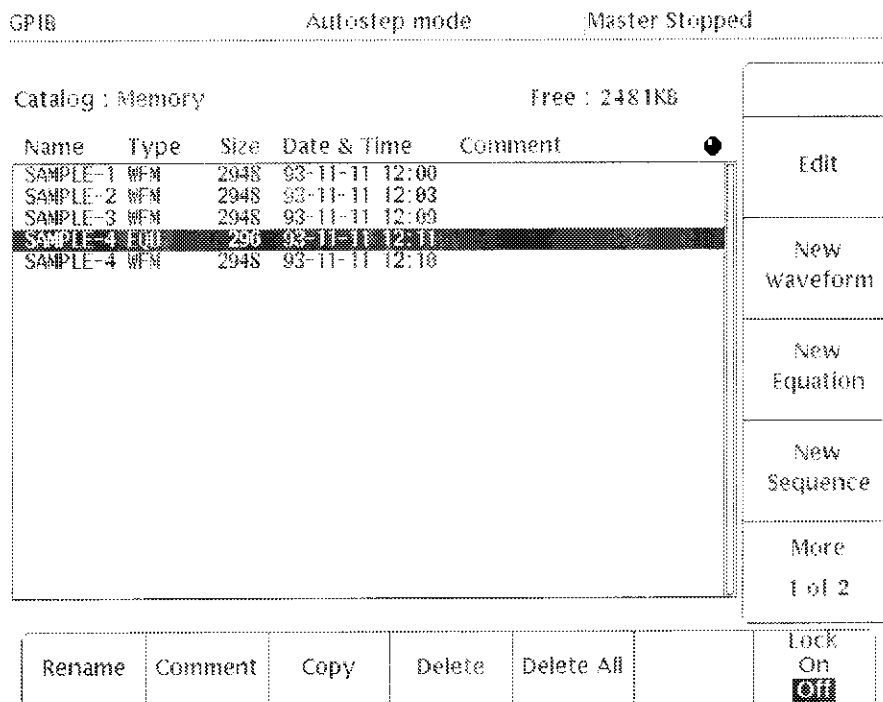 GPIB Autostep mode Master Stopped
Catalog : Memory Free : 2481KB
Name Type Size Date & Time Comment
SAMPLE-1 WFM 2948 93-11-11 12:00
SAMPLE-2 WFM 2948 93-11-11 12:03
SAMPLE-3 WFM 2948 93-11-11 12:09
SAMPLE-4 EQU 296 93-11-11 12:11
SAMPLE-4 WFM 2948 93-11-11 12:10
Edit
New
Waveform
New
Equation
New
Sequence
More
1 of 2
Rename Comment Copy Delete Delete All
Lock
On
Off